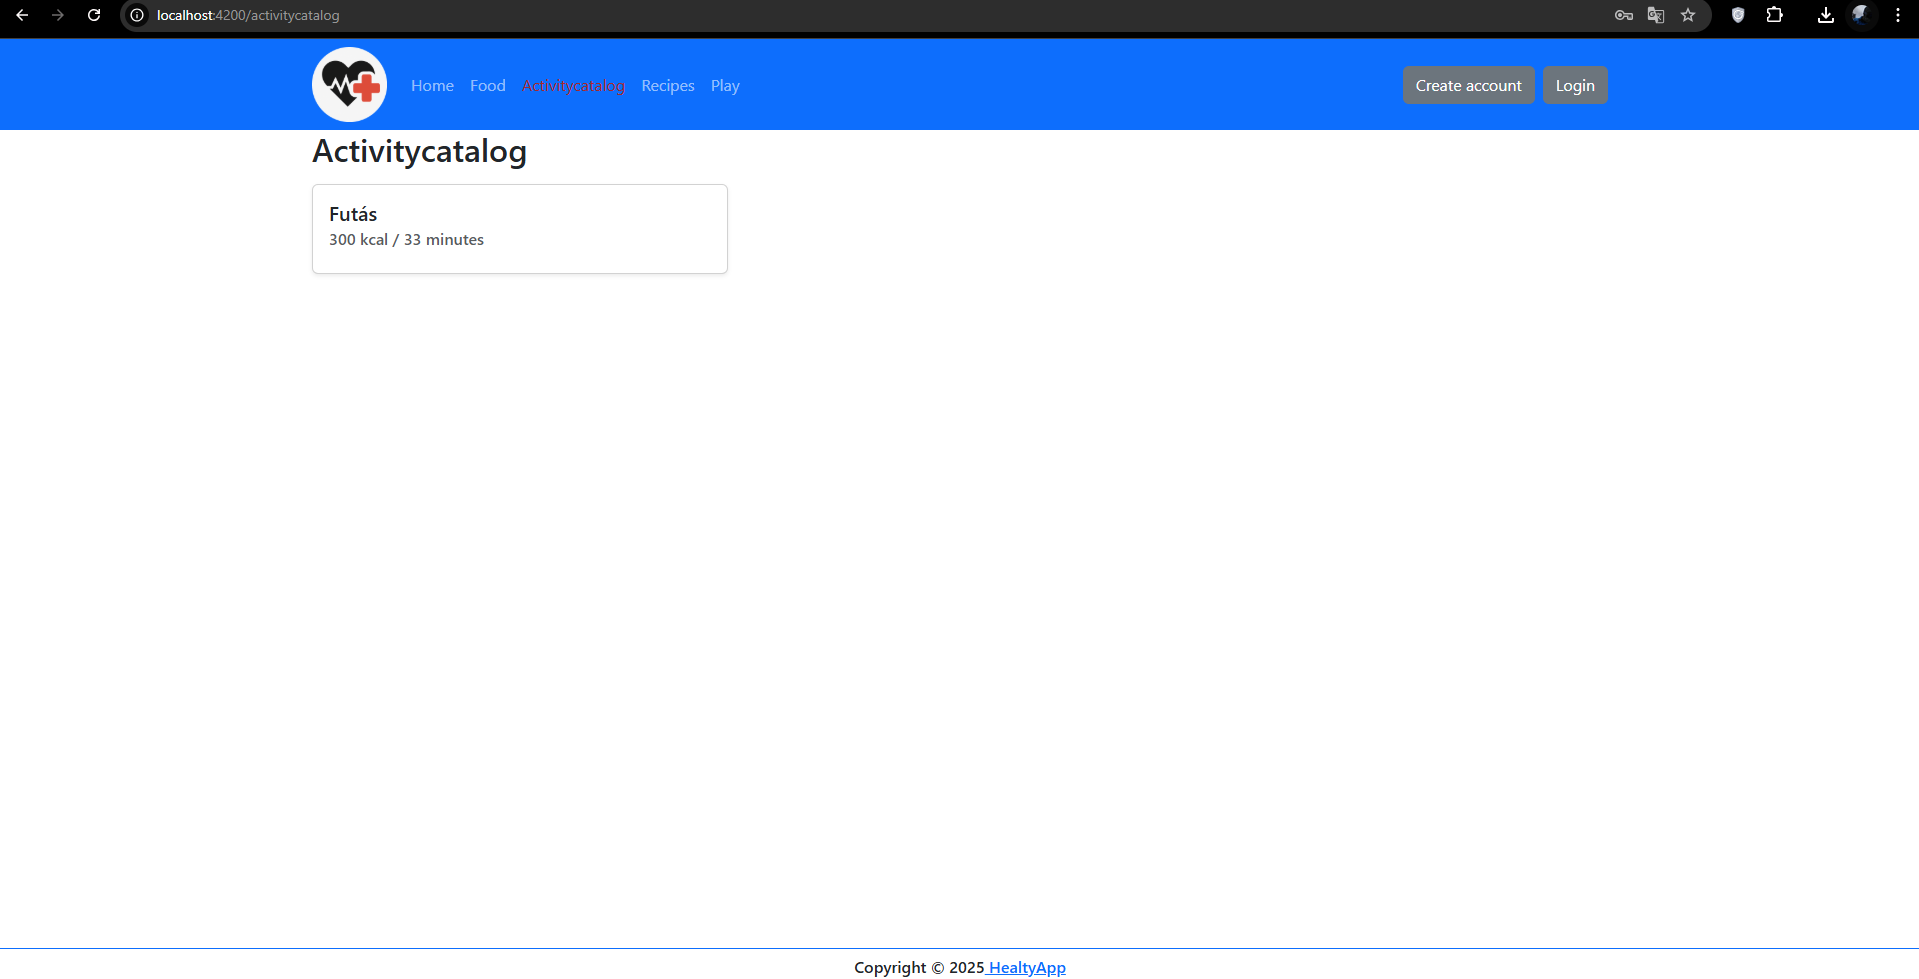 localhost:4200/activitycatalog
Home Food Activitycatalog Recipes Play Create account Login
Activitycatalog
Futás
300 kcal / 33 minutes
Copyright © 2025 HealtyApp